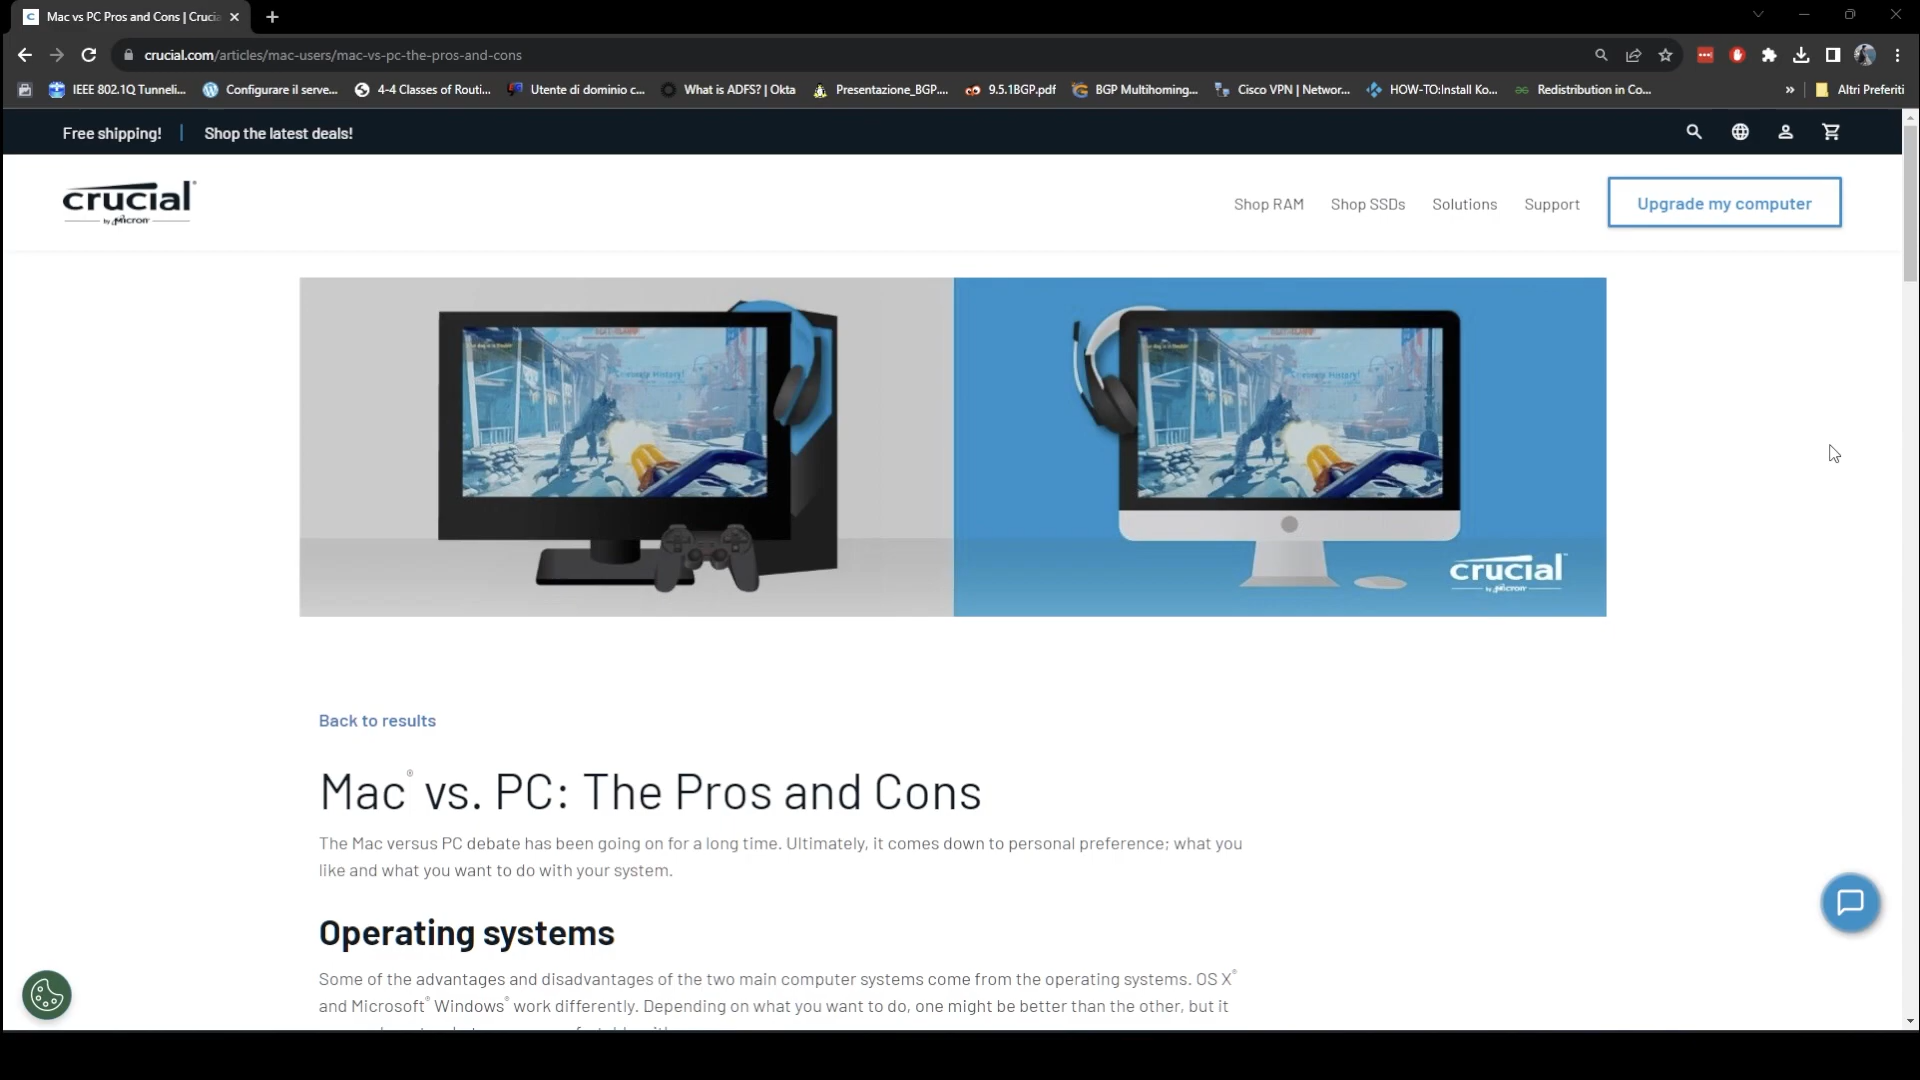 Mac vs PC Pros and Cons | Crucia
crucial.com/articles/mac-users/mac-vs-pc-the-pros-and-cons
IEEE 802.1Q Tunneli... Configurare il serve... 4-4 Classes of Routi... Utente di dominio c... What is ADFS? | Okta Presentazione_BGP.... 9.5.1BGP.pdf BGP Multihoming... Cisco VPN | Networ... HOW-TO:Install Ko... Redistribution in Co... » Altri Preferiti
Free shipping! | Shop the latest deals!
crucial
by Micron
Shop RAM Shop SSDs Solutions Support Upgrade my computer
crucial™
by Micron
Back to results
Mac® vs. PC: The Pros and Cons
The Mac versus PC debate has been going on for a long time. Ultimately, it comes down to personal preference; what you
like and what you want to do with your system.
Operating systems
Some of the advantages and disadvantages of the two main computer systems come from the operating systems. OS X®
and Microsoft® Windows® work differently. Depending on what you want to do, one might be better than the other, but it